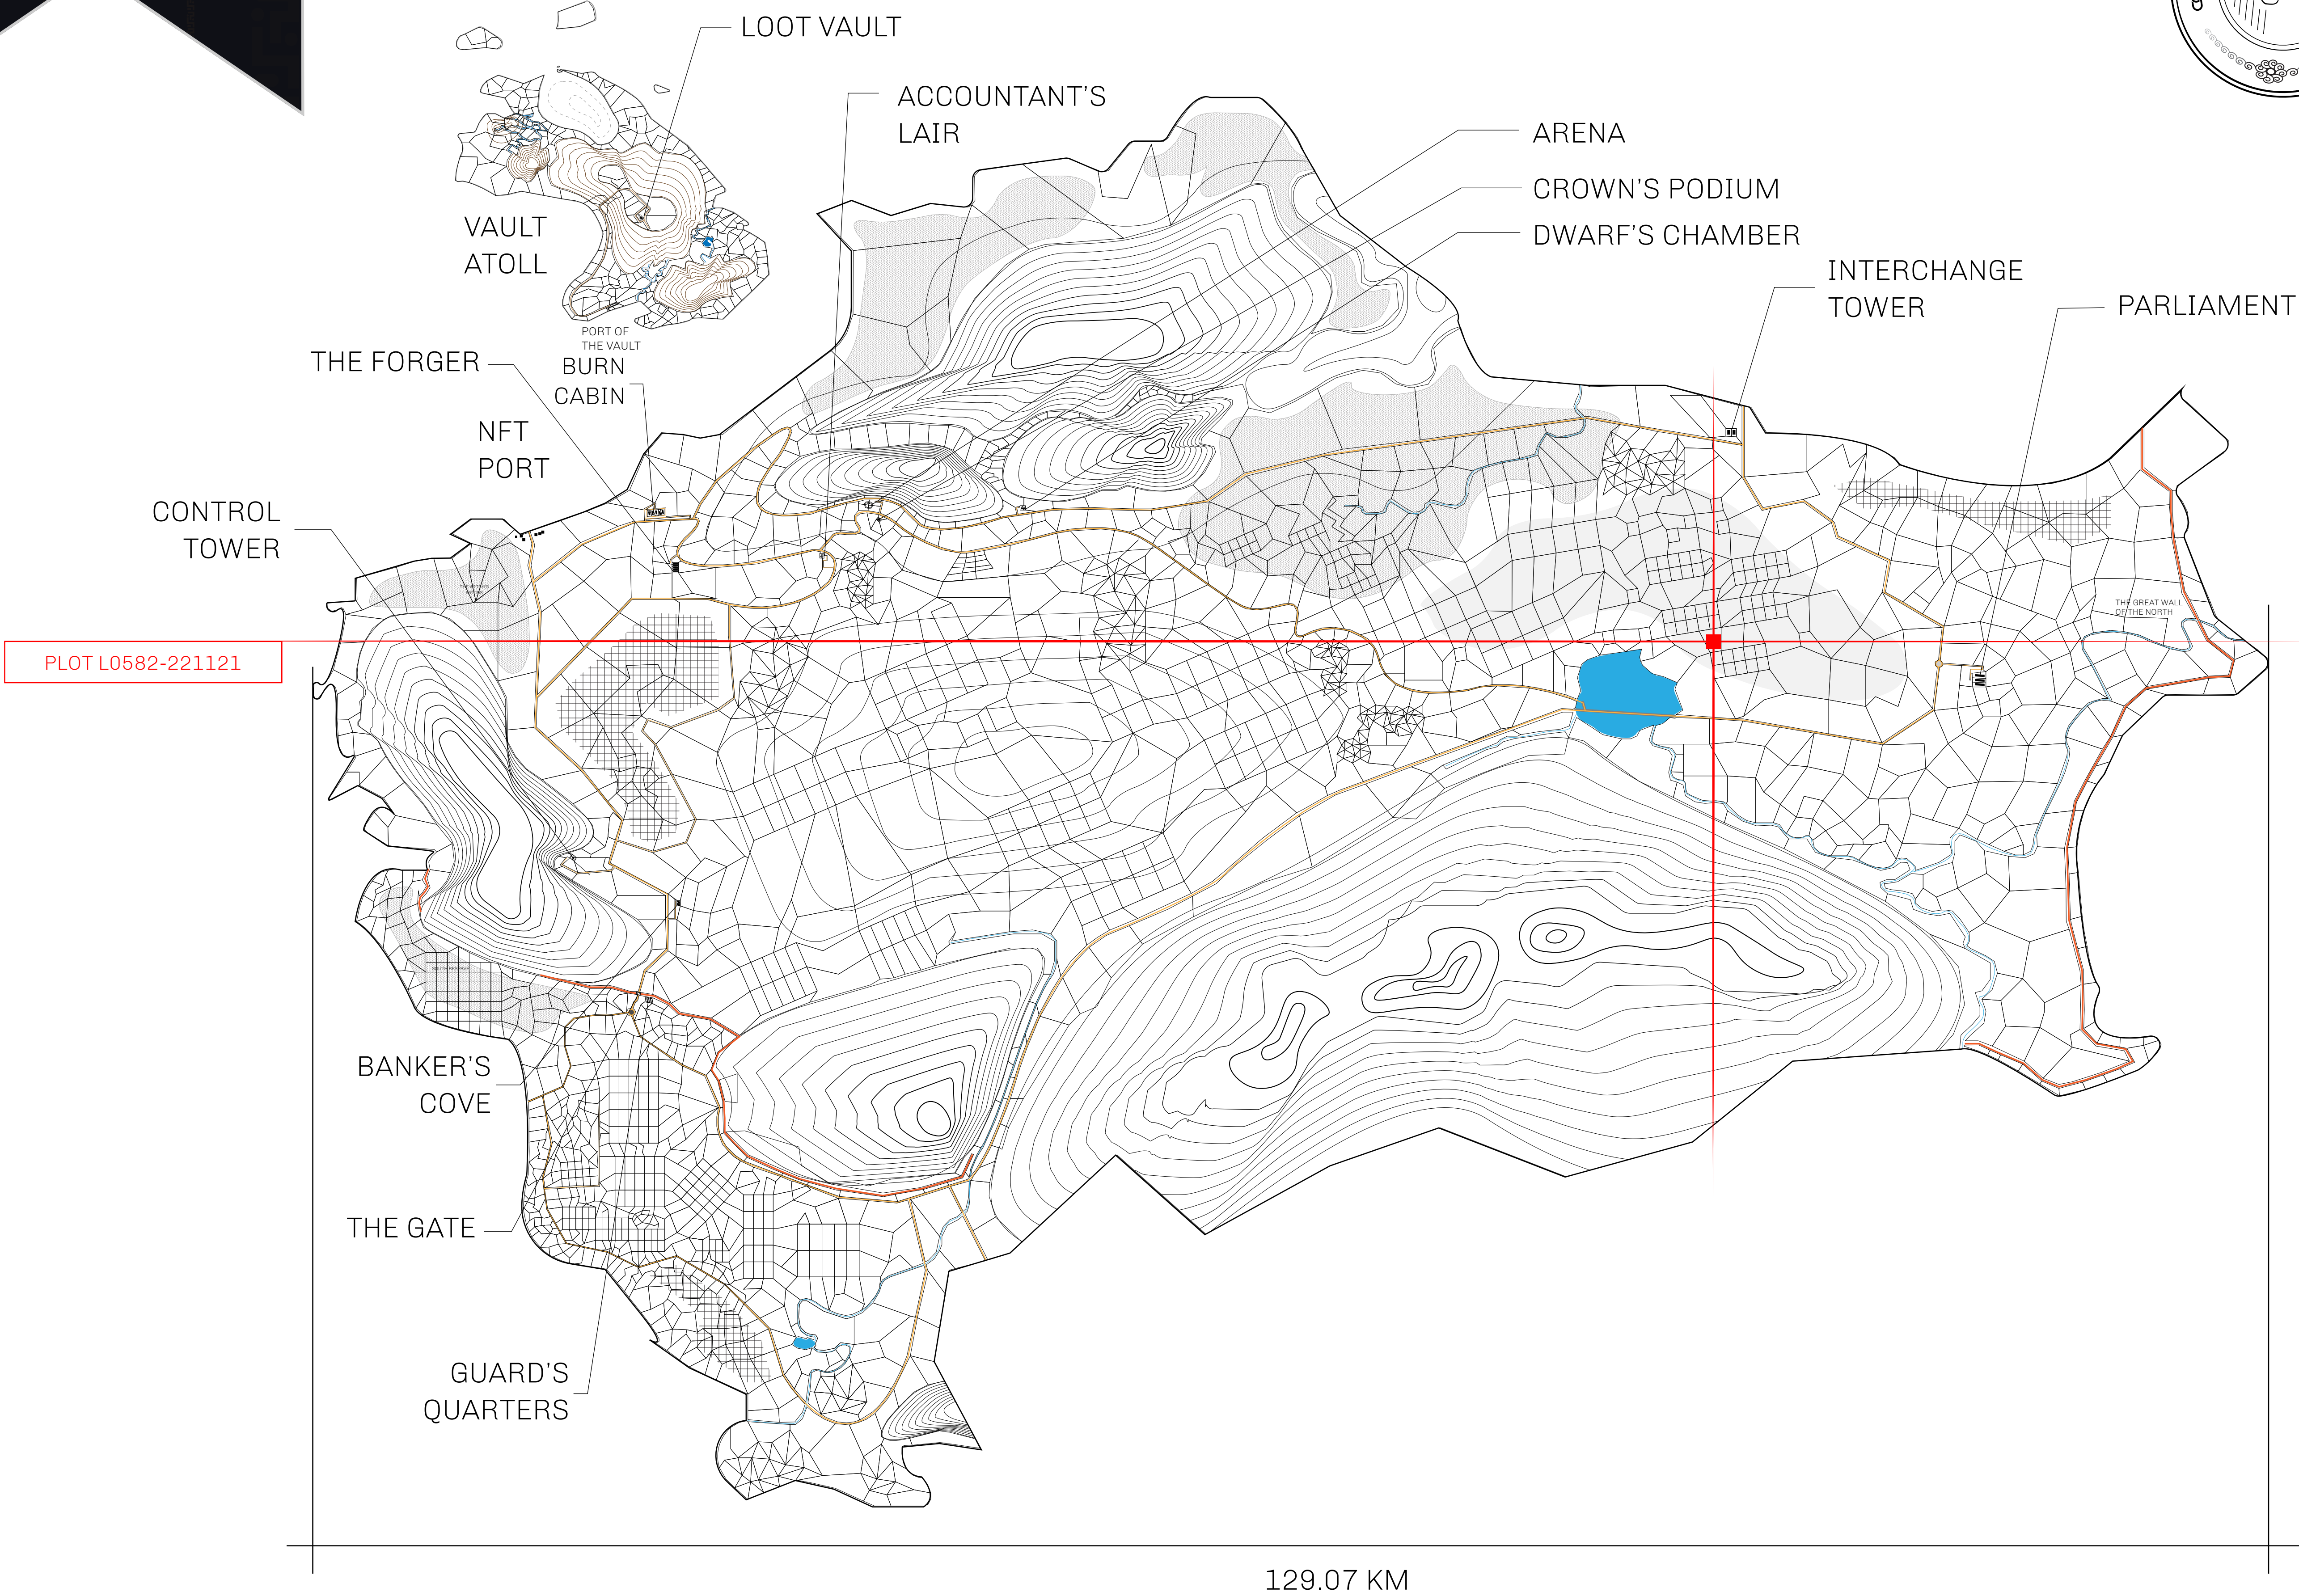 LOOT VAULT
ACCOUNTANT'S
LAIR
ARENA
CROWN'S PODIUM
DWARF'S CHAMBER
VAULT
ATOLL
INTERCHANGE
TOWER
PARLIAMENT
PORT OF
THE VAULT
THE FORGER
BURN
CABIN
NFT
PORT
CONTROL
TOWER
THE GREAT WALL
OF THE NORTH
PLOT L0582-221121
SOUTH RESERVE
BANKER'S
COVE
THE GATE
GUARD'S
QUARTERS
129.07 KM